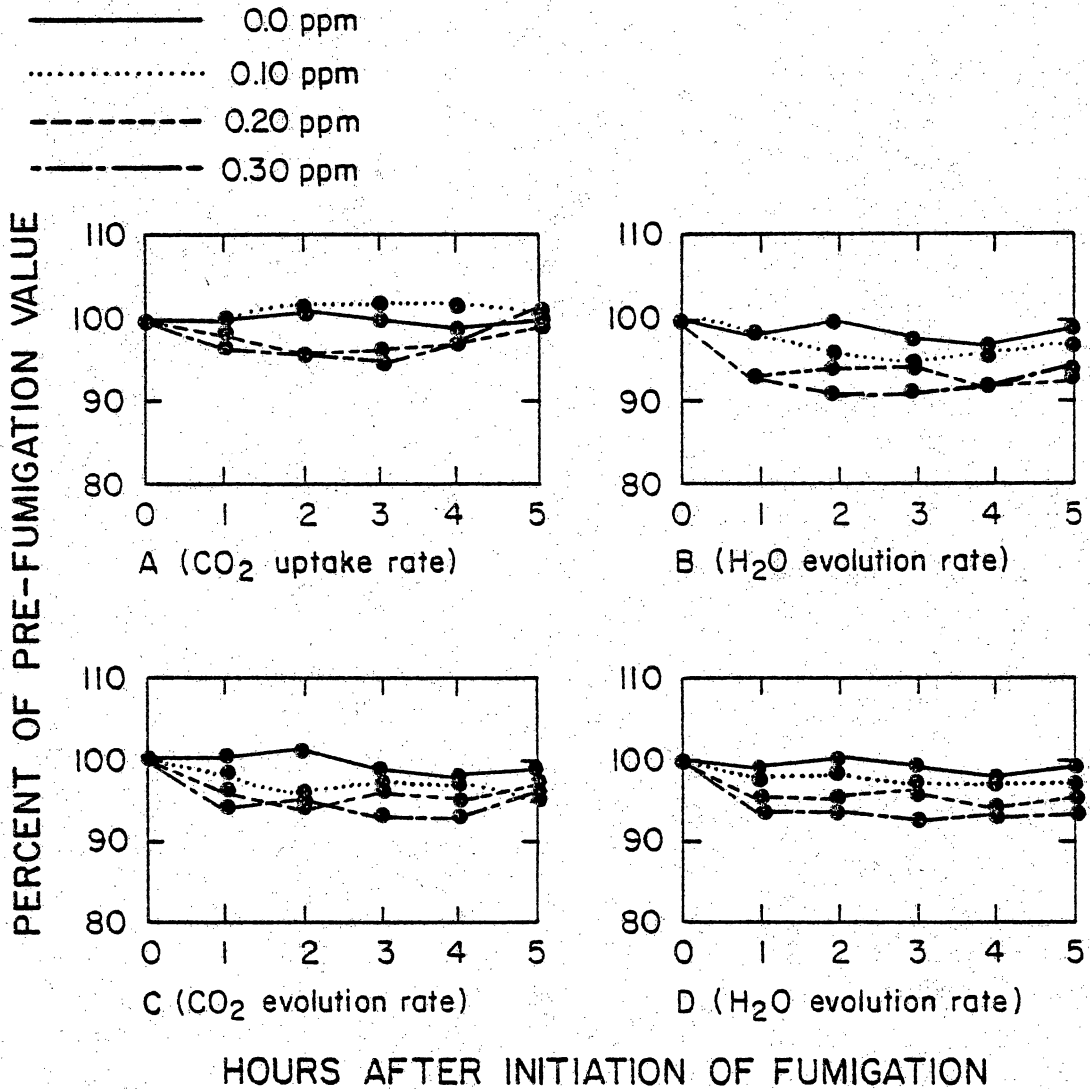 0.0 ppm
0.10 ppm
0.20 ppm
0.30 ppm
PERCENT OF PRE-FUMIGATION VALUE
110
100
90
80
0 1 2 3 4 5
A (CO2 uptake rate)
110
100
90
80
0 1 2 3 4 5
B (H2O evolution rate)
110
100
90
80
0 1 2 3 4 5
C (CO2 evolution rate)
110
100
90
80
0 1 2 3 4 5
D (H2O evolution rate)
HOURS AFTER INITIATION OF FUMIGATION